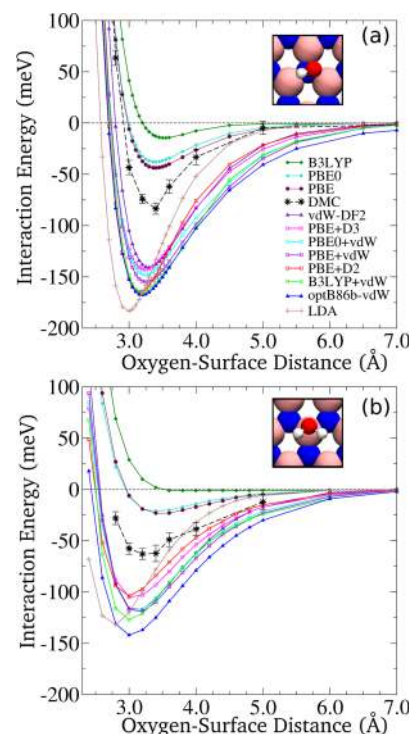 100
(a)
50
0
-50
-100
-150
-200
Interaction Energy (meV)
B3LYP
PBE0
PBE
DMC
vdW-DF2
PBE+D3
PBE0+vdW
PBE+vdW
PBE+D2
B3LYP+vdW
optB86b-vdW
LDA
3.0 4.0 5.0 6.0 7.0
Oxygen-Surface Distance (Å)
100
(b)
50
0
-50
-100
-150
-200
Interaction Energy (meV)
3.0 4.0 5.0 6.0 7.0
Oxygen-Surface Distance (Å)